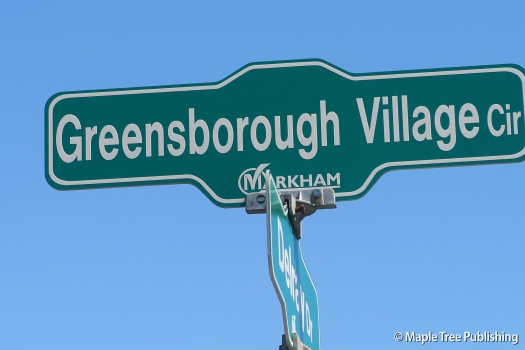 Greensborough Village Cir
MARKHAM
© Maple Tree Publishing